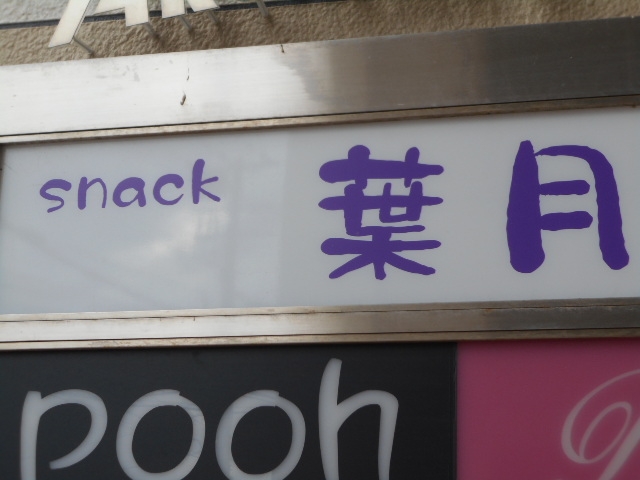 snack 葉月
pooh